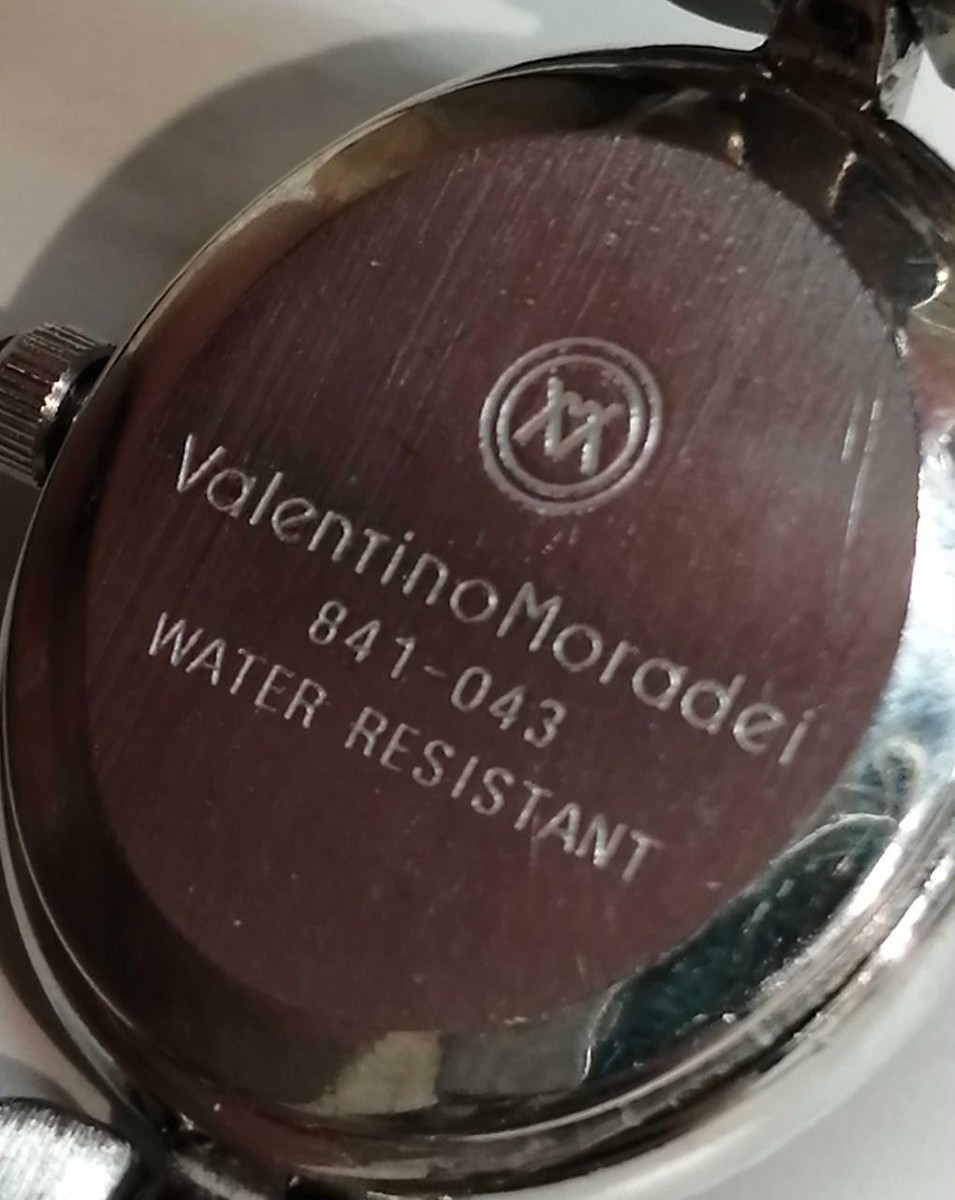 ValentinoMoradei
841-043
WATER RESISTANT